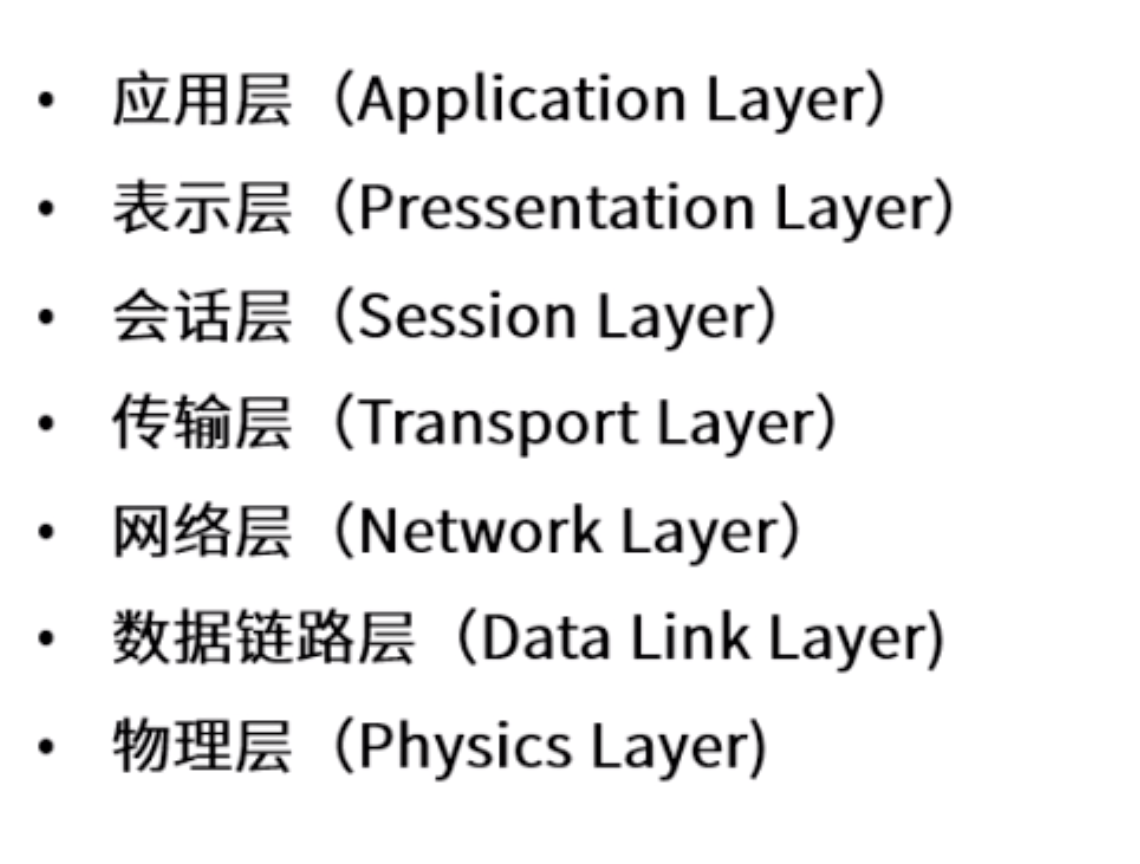 • 应用层（Application Layer）
• 表示层（Pressentation Layer）
• 会话层（Session Layer）
• 传输层（Transport Layer）
• 网络层（Network Layer）
• 数据链路层（Data Link Layer)
• 物理层（Physics Layer)